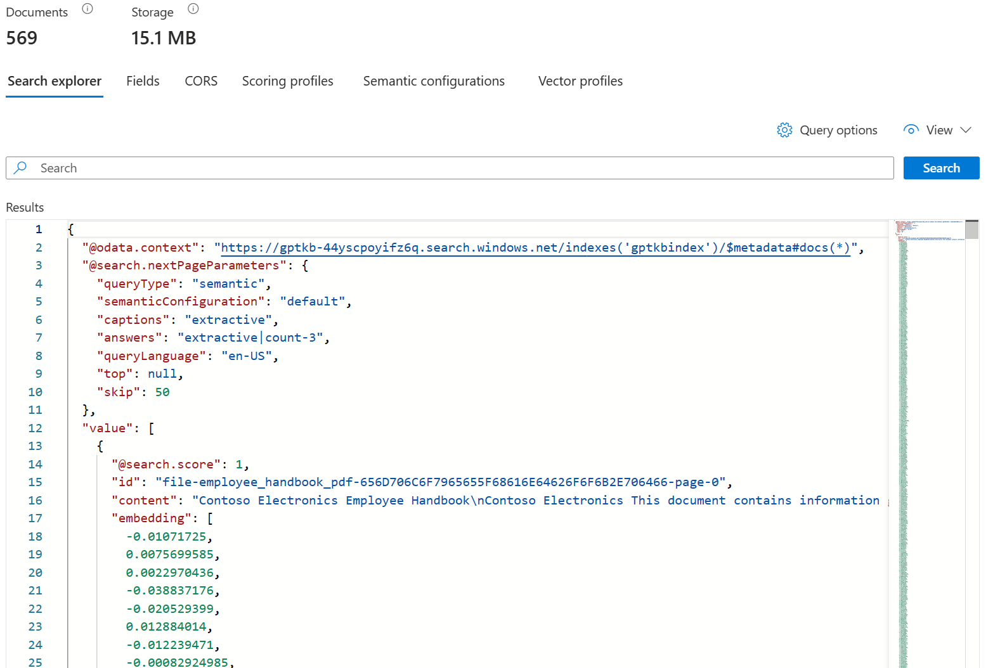 Documents
Storage
569
15.1 MB
Search explorer Fields CORS Scoring profiles Semantic configurations Vector profiles
Query options View
Search Search
Results
1 {
2 "@odata.context": "https://gptkb-44yscpoyifz6q.search.windows.net/indexes('gptkbindex')/$metadata#docs(*)",
3 "@search.nextPageParameters": {
4 "queryType": "semantic",
5 "semanticConfiguration": "default",
6 "captions": "extractive",
7 "answers": "extractive|count-3",
8 "queryLanguage": "en-US",
9 "top": null,
10 "skip": 50
11 },
12 "value": [
13 {
14 "@search.score": 1,
15 "id": "file-employee_handbook_pdf-656D706C6F7965655F68616E64626F6F6B2E706466-page-0",
16 "content": "Contoso Electronics Employee Handbook\nContoso Electronics This document contains information
17 "embedding": [
18 -0.01071725,
19 0.0075699585,
20 0.0022970436,
21 -0.038837176,
22 -0.020529399,
23 0.012884014,
24 -0.012239471,
25 -0.00082924985,